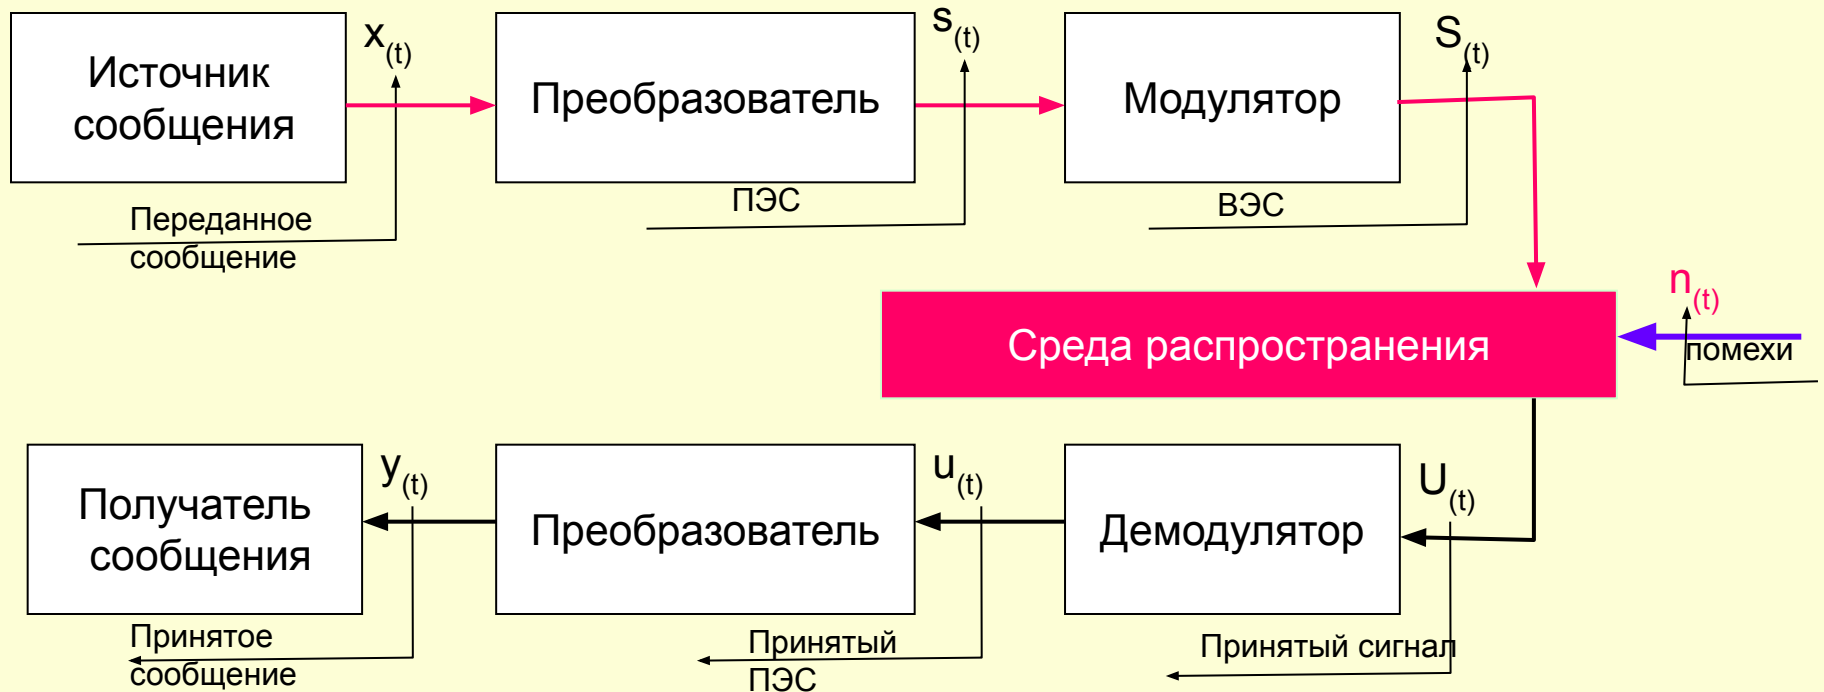 Источник
сообщения
x(t)
Преобразователь
s(t)
Модулятор
S(t)
Переданное
сообщение
ПЭС
ВЭС
Среда распространения
n(t)
помехи
Получатель
сообщения
y(t)
Преобразователь
u(t)
Демодулятор
U(t)
Принятое
сообщение
Принятый
ПЭС
Принятый сигнал